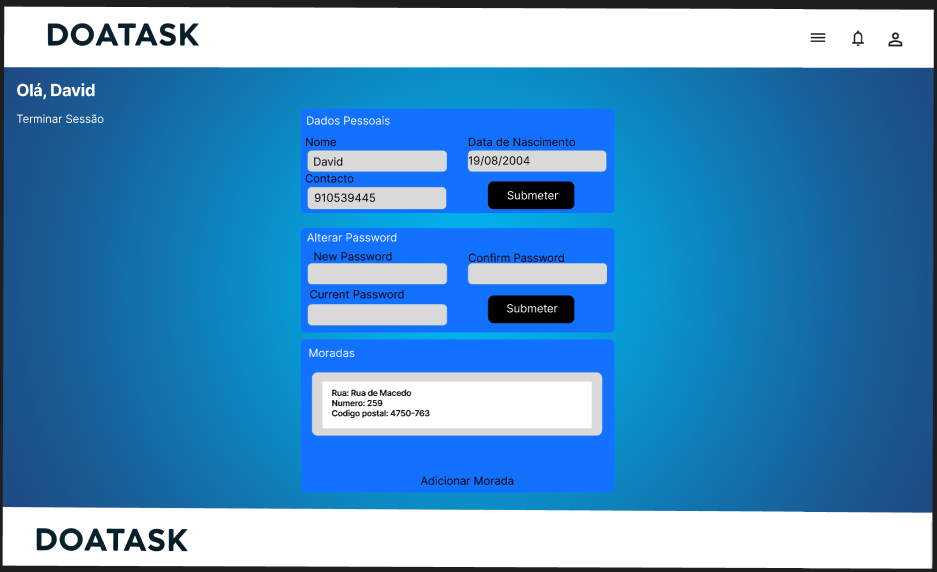 DOATASK
Olá, David
Terminar Sessão
Dados Pessoais
Nome
Data de Nascimento
David
19/08/2004
Contacto
910539445
Submeter
Alterar Password
New Password
Confirm Password
Current Password
Submeter
Moradas
Rua: Rua de Macedo
Numero: 259
Codigo postal: 4750-763
Adicionar Morada
DOATASK